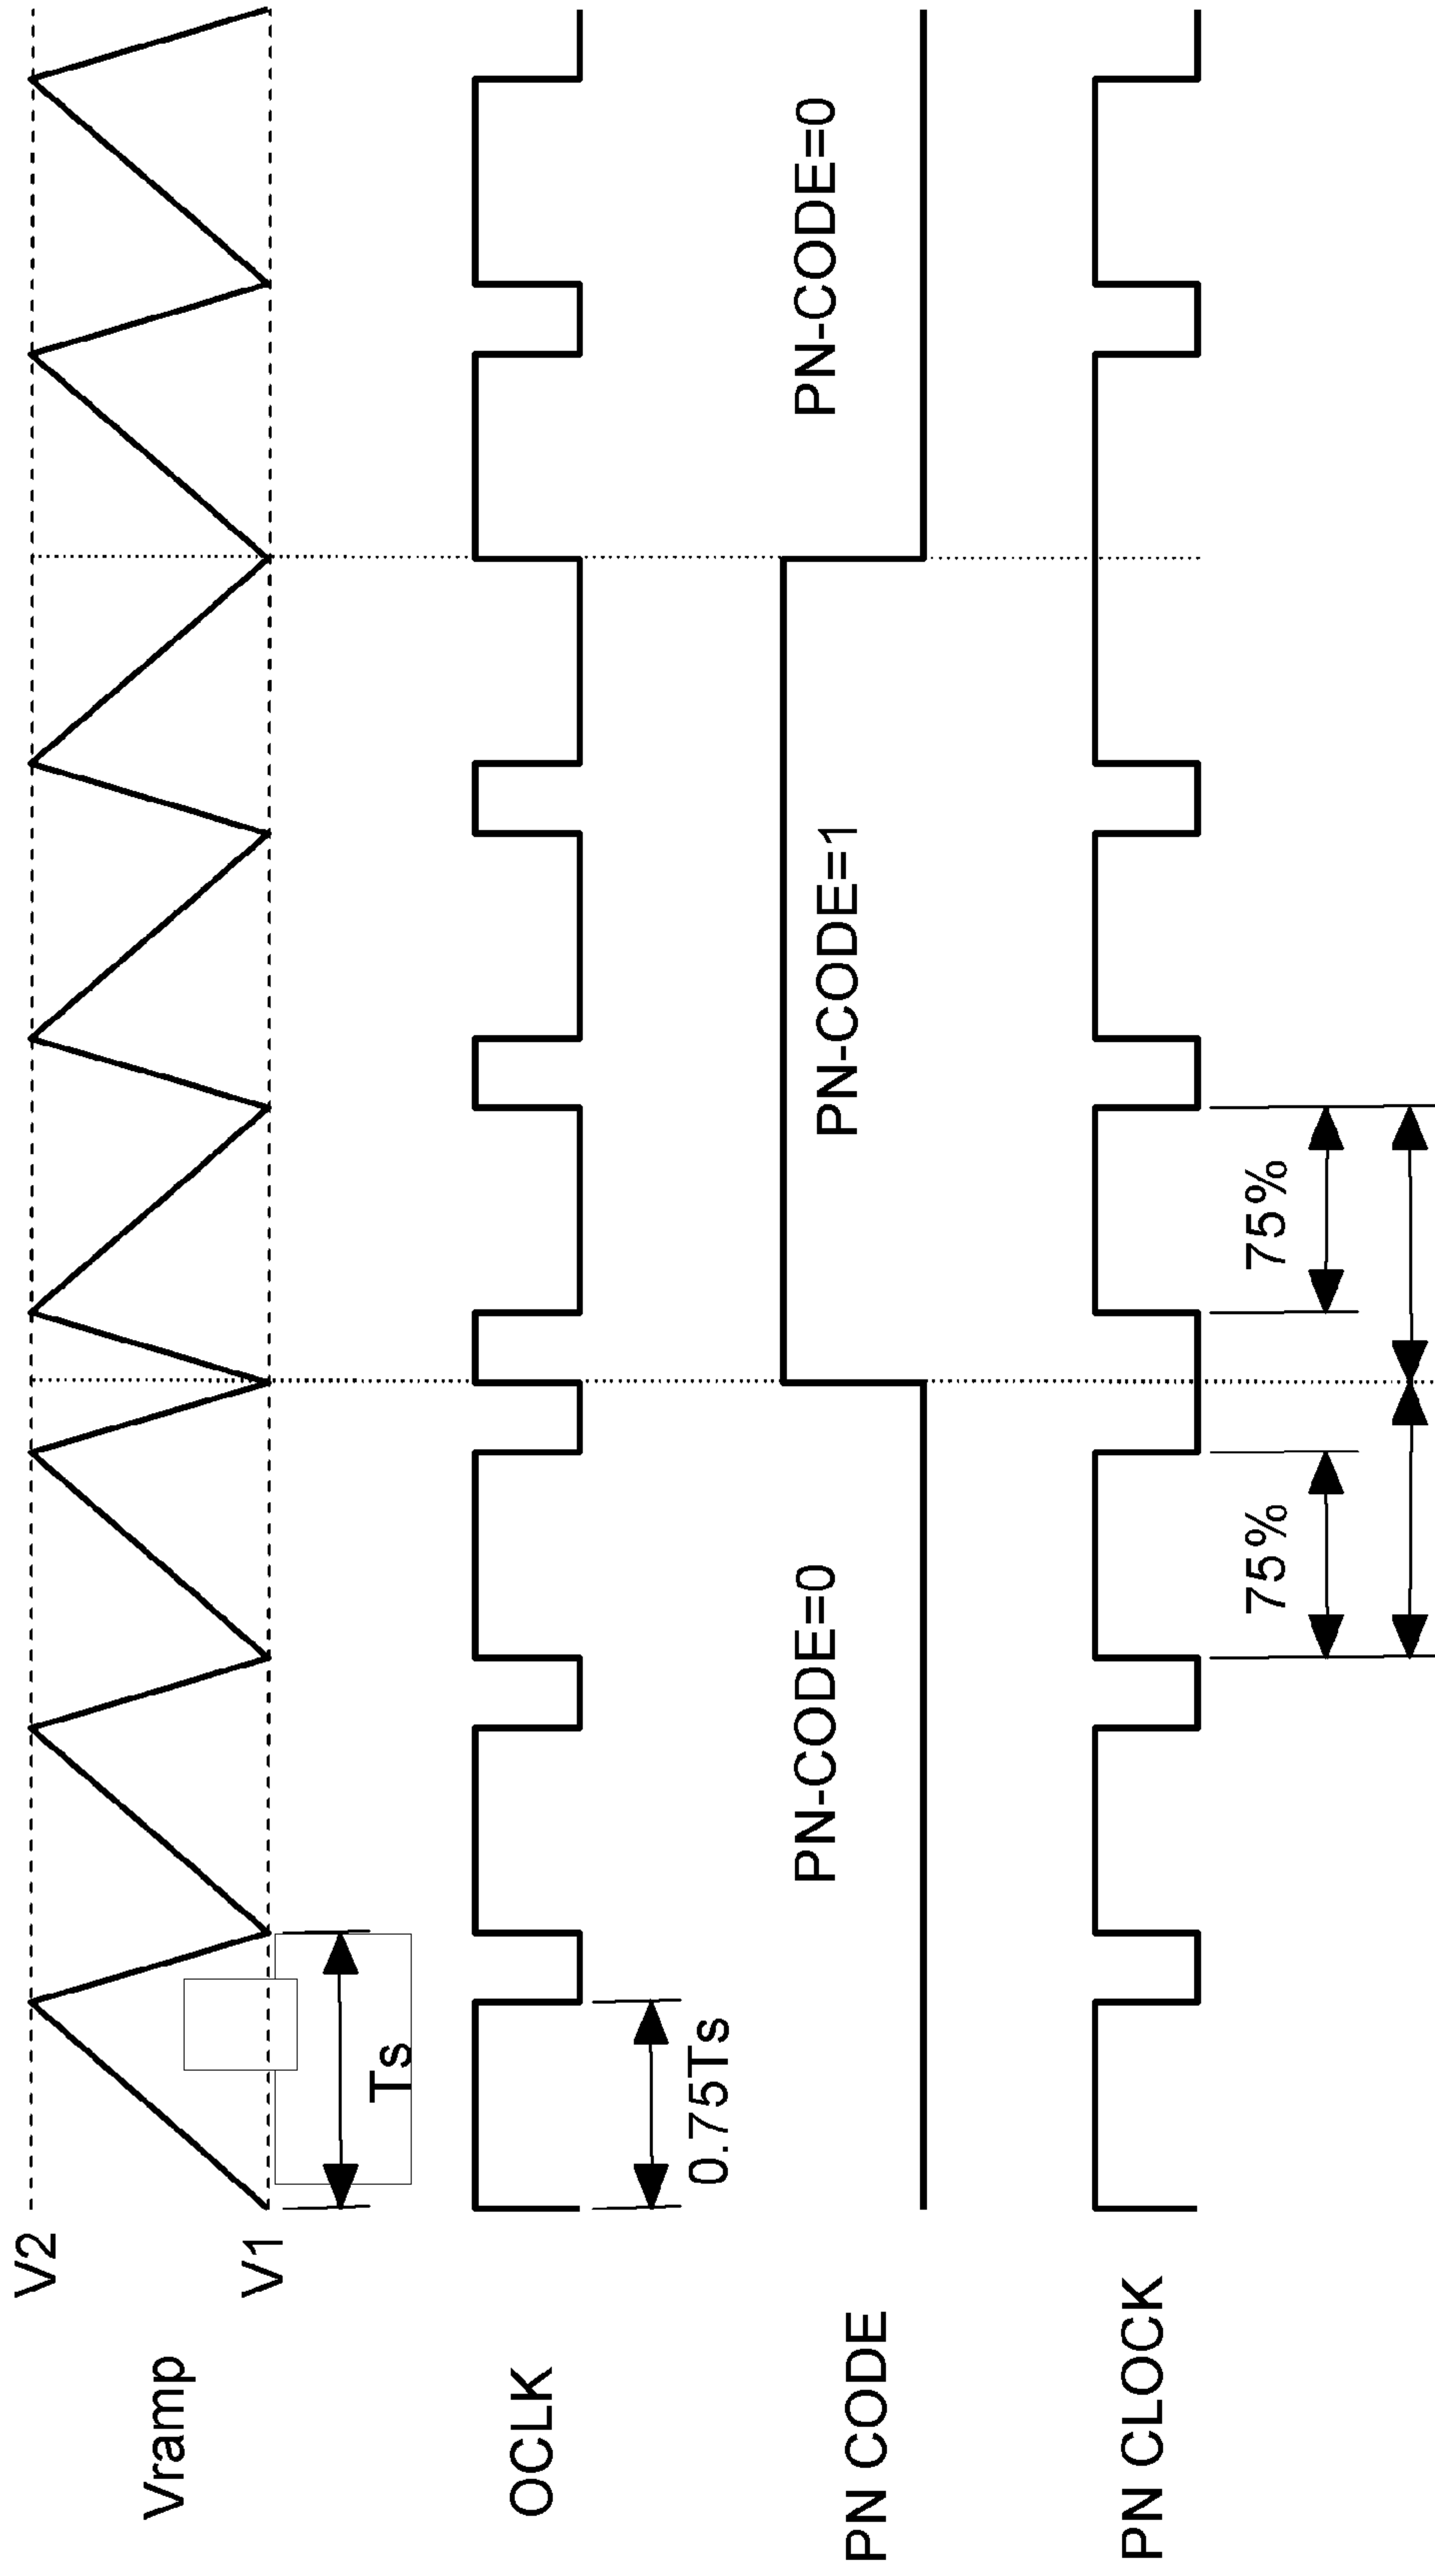 V2
Vramp
V1
Ts
OCLK
0.75Ts
PN CODE
PN-CODE=0
PN-CODE=1
PN-CODE=0
PN CLOCK
75%
75%